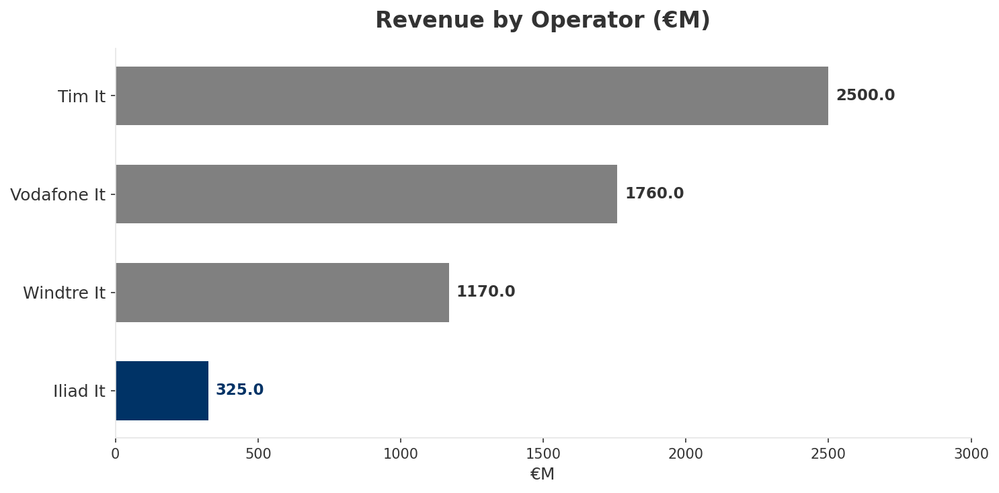 Revenue by Operator (€M)
Tim It
2500.0
Vodafone It
1760.0
Windtre It
1170.0
Iliad It
325.0
0 500 1000 1500 2000 2500 3000
€M